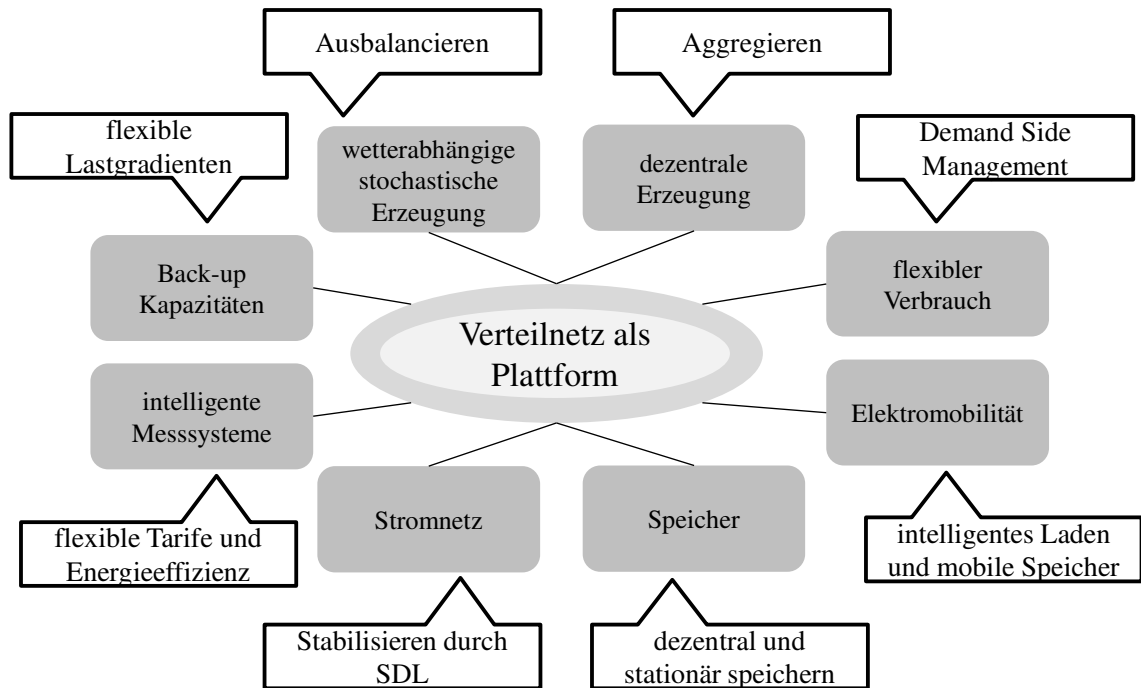 Ausbalancieren
Aggregieren
flexible
Lastgradienten
wetterabhängige
stochastische
Erzeugung
dezentrale
Erzeugung
Demand Side
Management
Back-up
Kapazitäten
flexibler
Verbrauch
Verteilnetz als
Plattform
intelligente
Messsysteme
Elektromobilität
Stromnetz
Speicher
flexible Tarife und
Energieeffizienz
intelligentes Laden
und mobile Speicher
Stabilisieren durch
SDL
dezentral und
stationär speichern